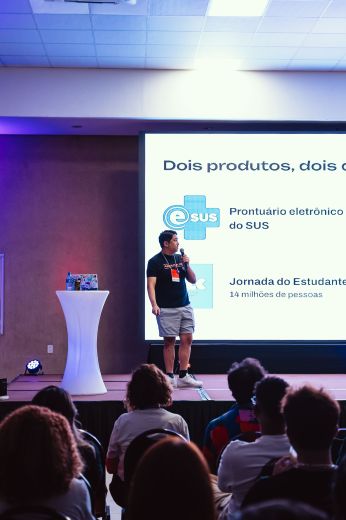 Dois produtos, dois
eSUS
Prontuário eletrônico
do SUS
Jornada do Estudante
14 milhões de pessoas